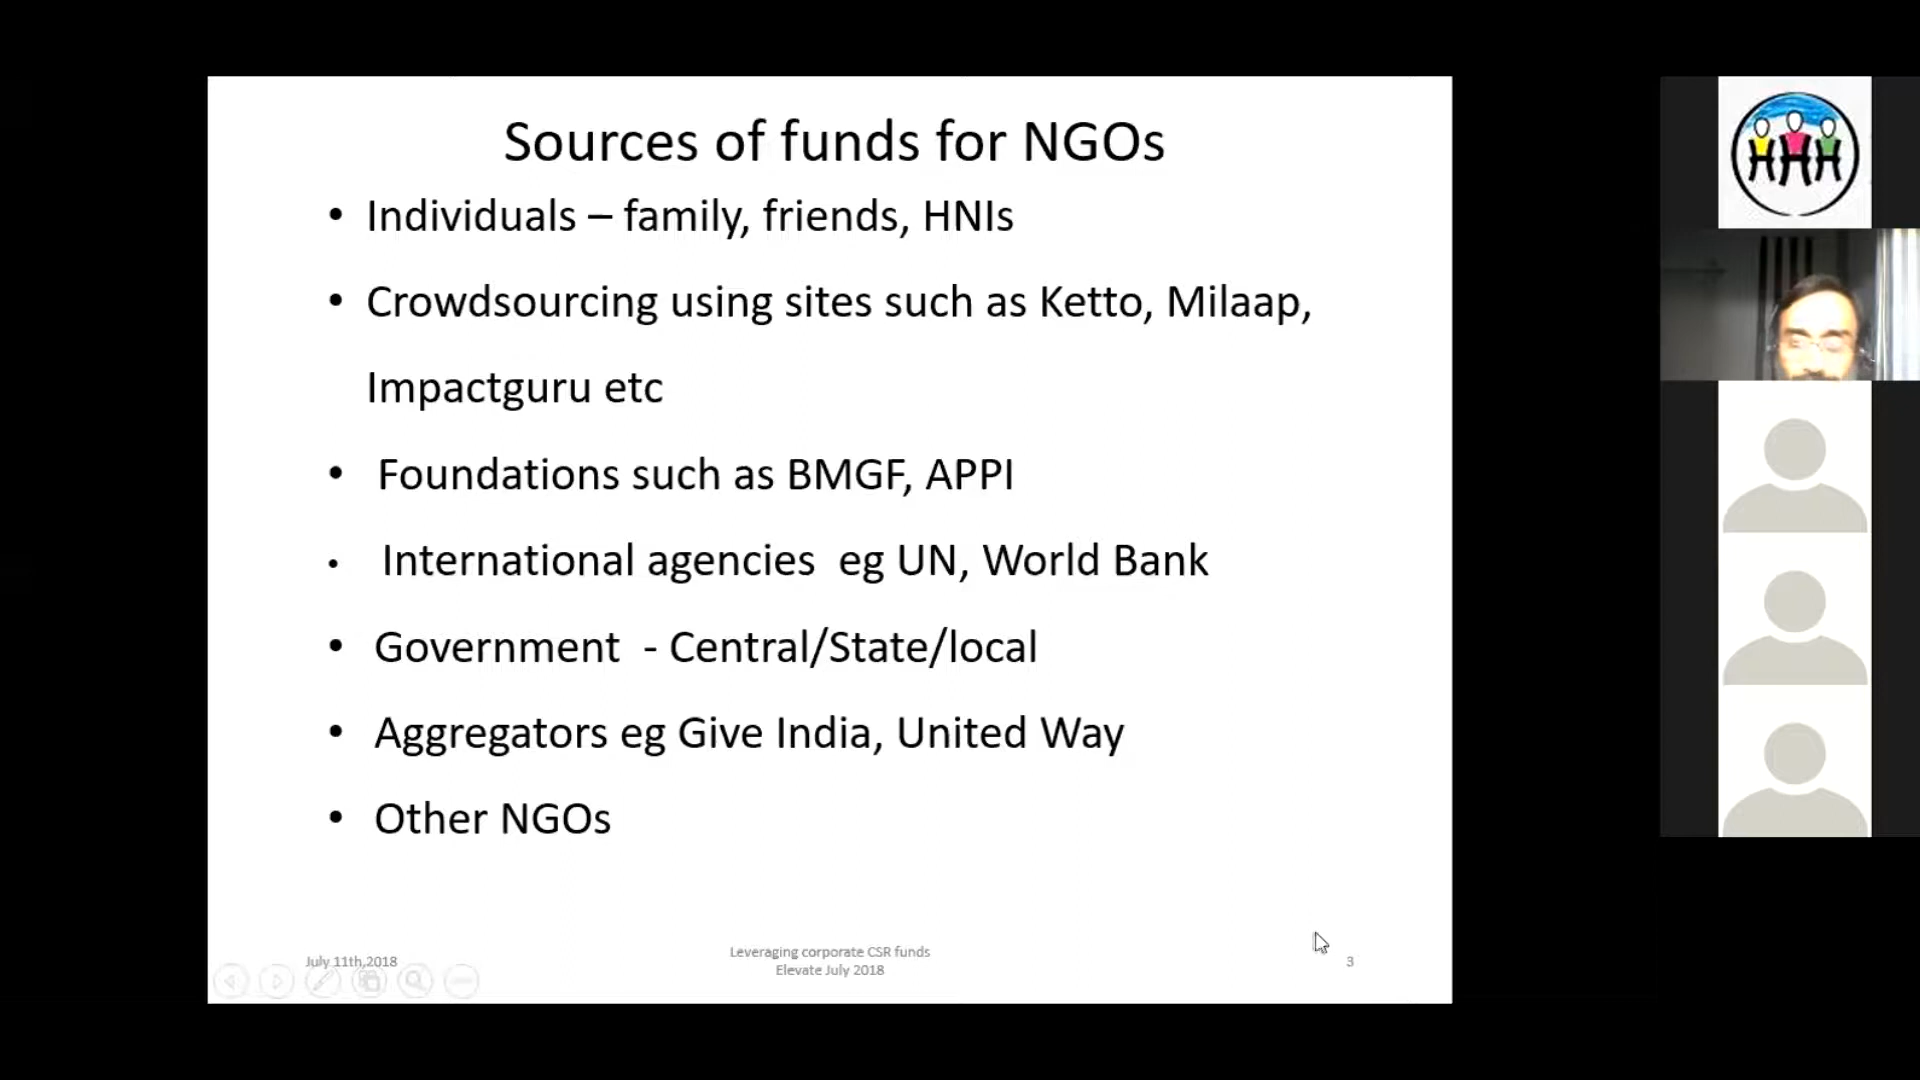 Sources of funds for NGOs
• Individuals – family, friends, HNIs
• Crowdsourcing using sites such as Ketto, Milaap,
Impactguru etc
• Foundations such as BMGF, APPI
• International agencies eg UN, World Bank
• Government - Central/State/local
• Aggregators eg Give India, United Way
• Other NGOs
July 11th,2018
Leveraging corporate CSR funds
Elevate July 2018
3